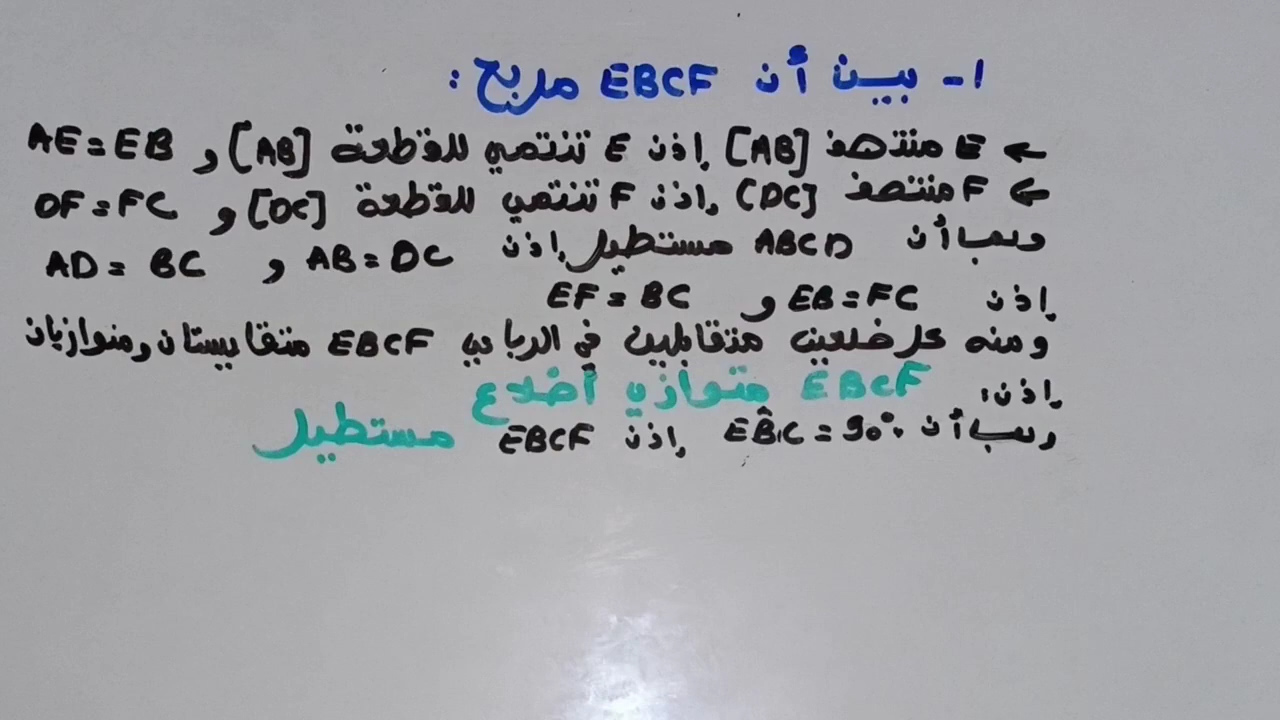 1- بين أن EBCF مربع :
← E منتصف [AB] إذن E تنتمي للقطعة [AB] و AE = EB
← F منتصف [DC] إذن F تنتمي للقطعة [DC] و DF = FC
وبما أن ABCD مستطيل إذن AB = DC و AD = BC
إذن EB = FC و EF = BC
ومنه كل ضلعين متقابلين في الرباعي EBCF متقايستان ومتوازيان
إذن: EBCF متوازي أضلاع
وبما أن EB̂C = 90° إذن EBCF مستطيل